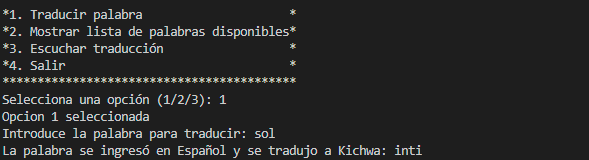 *1. Traducir palabra                     *
*2. Mostrar lista de palabras disponibles*
*3. Escuchar traducción                  *
*4. Salir                                *
******************************************
Selecciona una opción (1/2/3): 1
Opcion 1 seleccionada
Introduce la palabra para traducir: sol
La palabra se ingresó en Español y se tradujo a Kichwa: inti